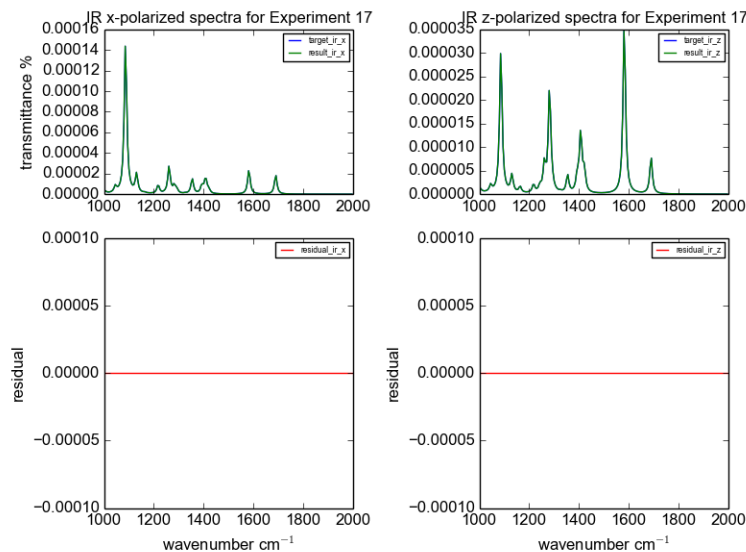 IR x-polarized spectra for Experiment 17
IR z-polarized spectra for Experiment 17
transmittance %
0.00016
0.00014
0.00012
0.00010
0.00008
0.00006
0.00004
0.00002
0.00000
target_ir_x
result_ir_x
1000 1200 1400 1600 1800 2000
0.000035
0.000030
0.000025
0.000020
0.000015
0.000010
0.000005
0.000000
target_ir_z
result_ir_z
1000 1200 1400 1600 1800 2000
residual
0.00010
0.00005
0.00000
−0.00005
−0.00010
residual_ir_x
1000 1200 1400 1600 1800 2000
wavenumber cm⁻¹
residual
0.00010
0.00005
0.00000
−0.00005
−0.00010
residual_ir_z
1000 1200 1400 1600 1800 2000
wavenumber cm⁻¹